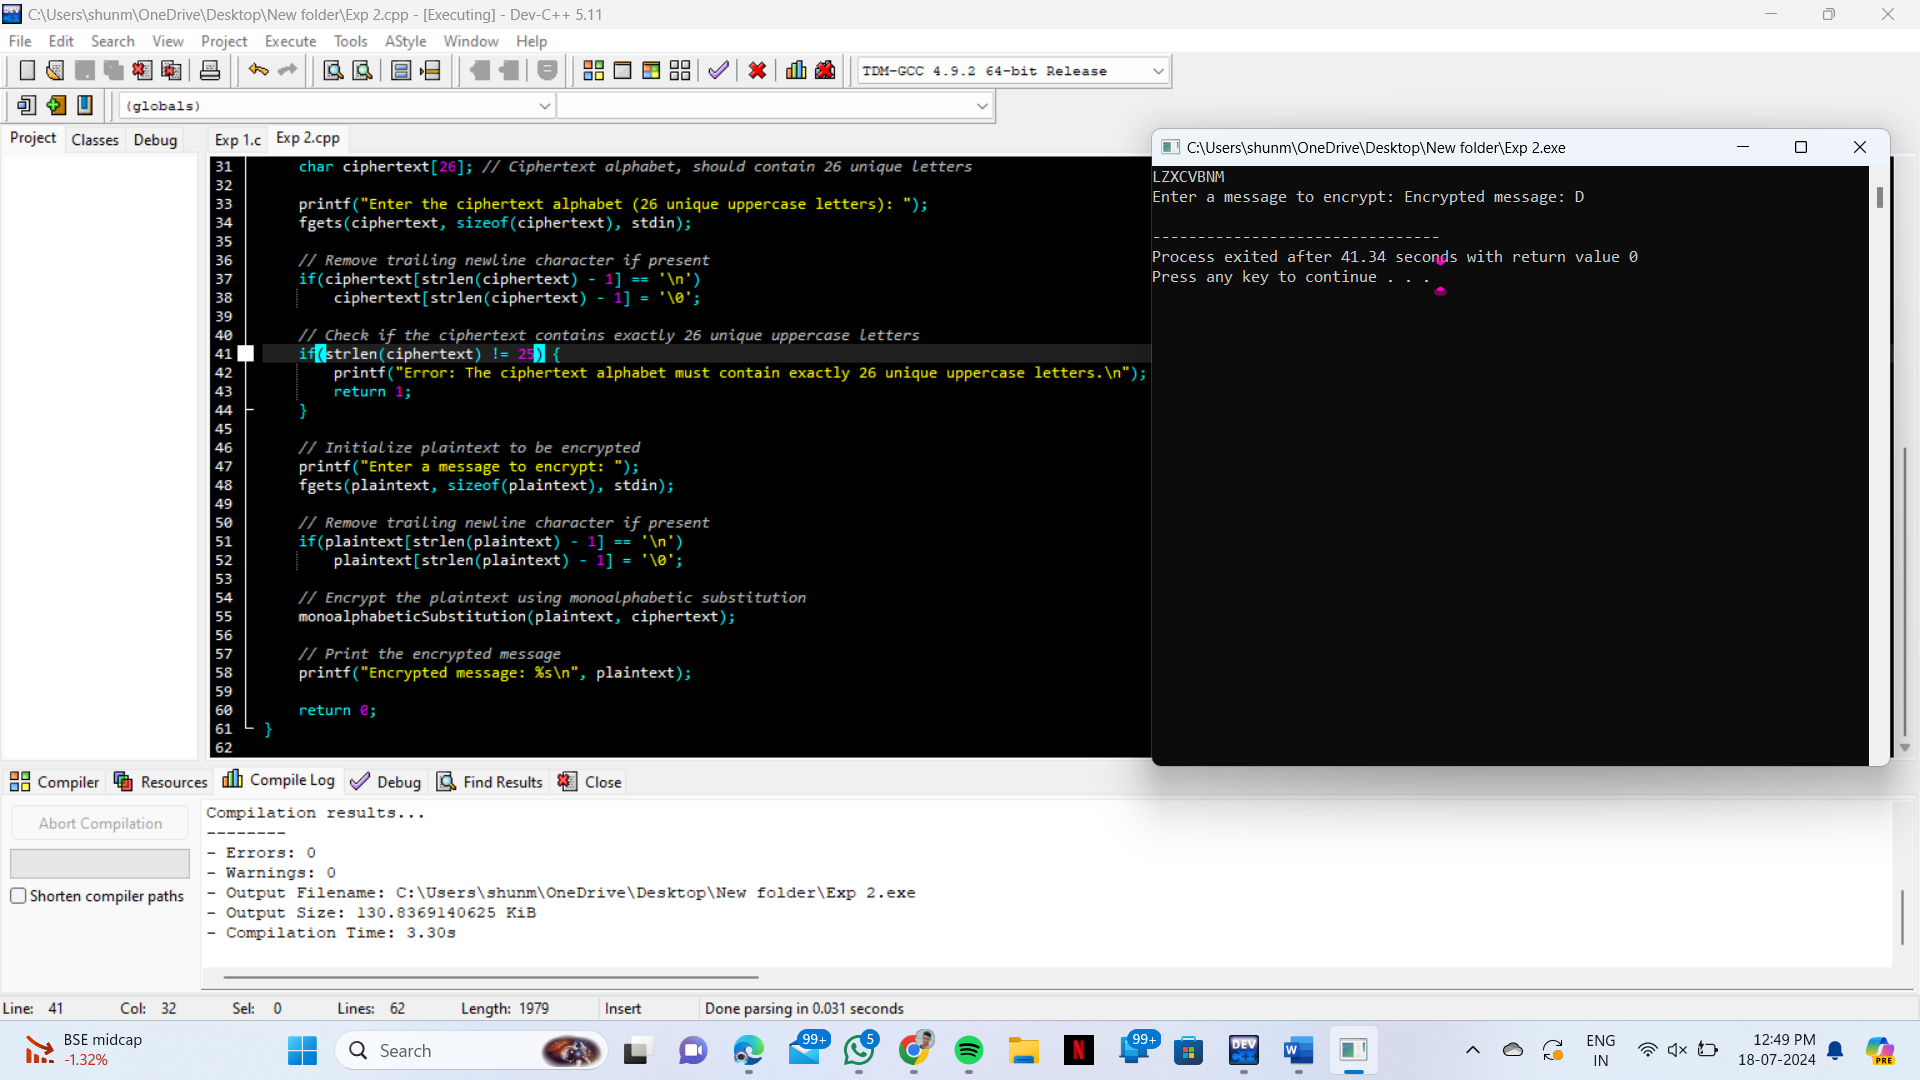 C:\Users\shunm\OneDrive\Desktop\New folder\Exp 2.cpp - [Executing] - Dev-C++ 5.11
File Edit Search View Project Execute Tools AStyle Window Help
TDM-GCC 4.9.2 64-bit Release
(globals)
Project Classes Debug
Exp 1.c Exp 2.cpp
31 char ciphertext[26]; // Ciphertext alphabet, should contain 26 unique letters
32
33 printf("Enter the ciphertext alphabet (26 unique uppercase letters): ");
34 fgets(ciphertext, sizeof(ciphertext), stdin);
35
36 // Remove trailing newline character if present
37 if(ciphertext[strlen(ciphertext) - 1] == '\n')
38 ciphertext[strlen(ciphertext) - 1] = '\0';
39
40 // Check if the ciphertext contains exactly 26 unique uppercase letters
41 if(strlen(ciphertext) != 25) {
42 printf("Error: The ciphertext alphabet must contain exactly 26 unique uppercase letters.\n");
43 return 1;
44 }
45
46 // Initialize plaintext to be encrypted
47 printf("Enter a message to encrypt: ");
48 fgets(plaintext, sizeof(plaintext), stdin);
49
50 // Remove trailing newline character if present
51 if(plaintext[strlen(plaintext) - 1] == '\n')
52 plaintext[strlen(plaintext) - 1] = '\0';
53
54 // Encrypt the plaintext using monoalphabetic substitution
55 monoalphabeticSubstitution(plaintext, ciphertext);
56
57 // Print the encrypted message
58 printf("Encrypted message: %s\n", plaintext);
59
60 return 0;
61 }
62
C:\Users\shunm\OneDrive\Desktop\New folder\Exp 2.exe
LZXCVBNM
Enter a message to encrypt: Encrypted message: D
--------------------------------
Process exited after 41.34 seconds with return value 0
Press any key to continue . . .
Compiler Resources Compile Log Debug Find Results Close
Abort Compilation
Shorten compiler paths
Compilation results...
--------
- Errors: 0
- Warnings: 0
- Output Filename: C:\Users\shunm\OneDrive\Desktop\New folder\Exp 2.exe
- Output Size: 130.8369140625 KiB
- Compilation Time: 3.30s
Line: 41 Col: 32 Sel: 0 Lines: 62 Length: 1979 Insert Done parsing in 0.031 seconds
BSE midcap
-1.32%
Search
99+
5
99+
DEV
C++
W
N
ENG
IN
12:49 PM
18-07-2024
PRE